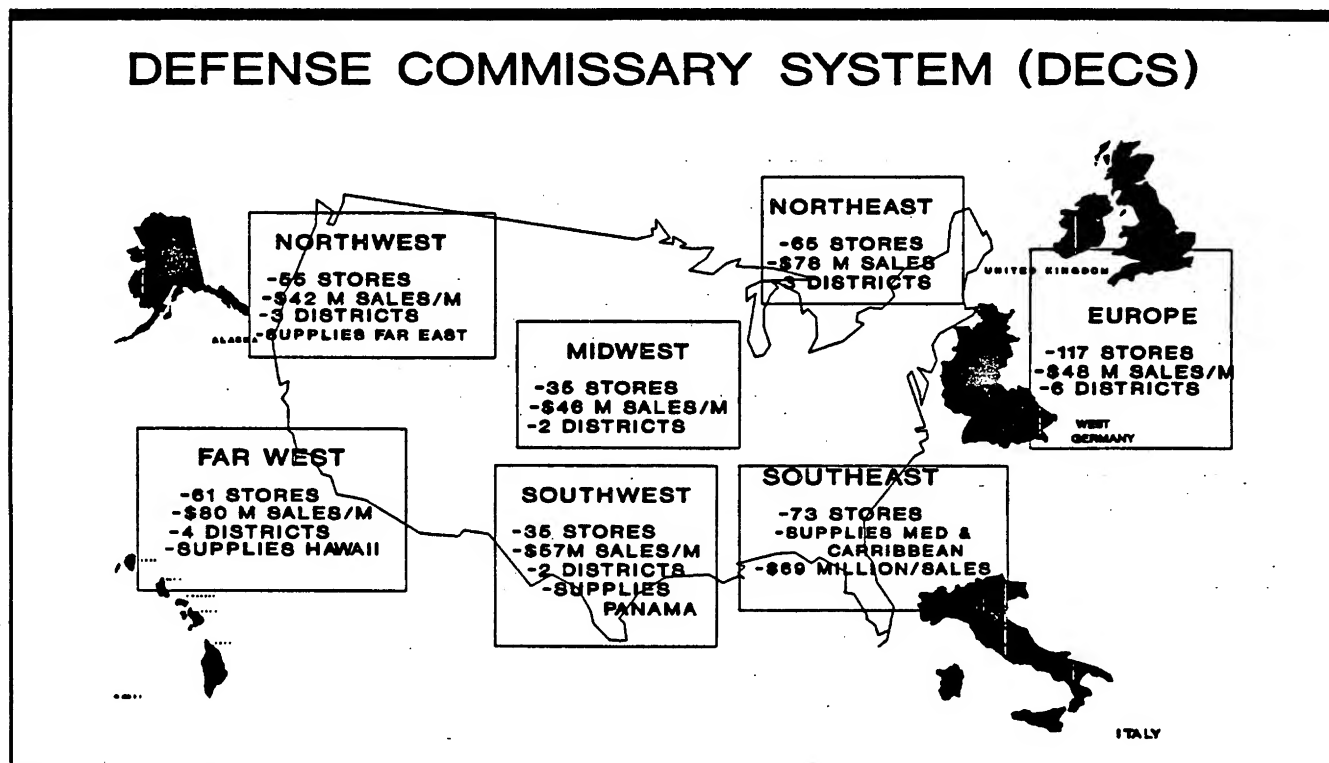 DEFENSE COMMISSARY SYSTEM (DECS)
NORTHWEST
-55 STORES
-$42 M SALES/M
-3 DISTRICTS
-SUPPLIES FAR EAST
ALASKA
NORTHEAST
-65 STORES
-$78 M SALES
-3 DISTRICTS
UNITED KINGDOM
EUROPE
-117 STORES
-$48 M SALES/M
-6 DISTRICTS
WEST
GERMANY
MIDWEST
-35 STORES
-$46 M SALES/M
-2 DISTRICTS
FAR WEST
-61 STORES
-$80 M SALES/M
-4 DISTRICTS
-SUPPLIES HAWAII
SOUTHWEST
-35 STORES
-$57M SALES/M
-2 DISTRICTS
-SUPPLIES
PANAMA
SOUTHEAST
-73 STORES
-SUPPLIES MED &
CARRIBBEAN
-$69 MILLION/SALES
ITALY